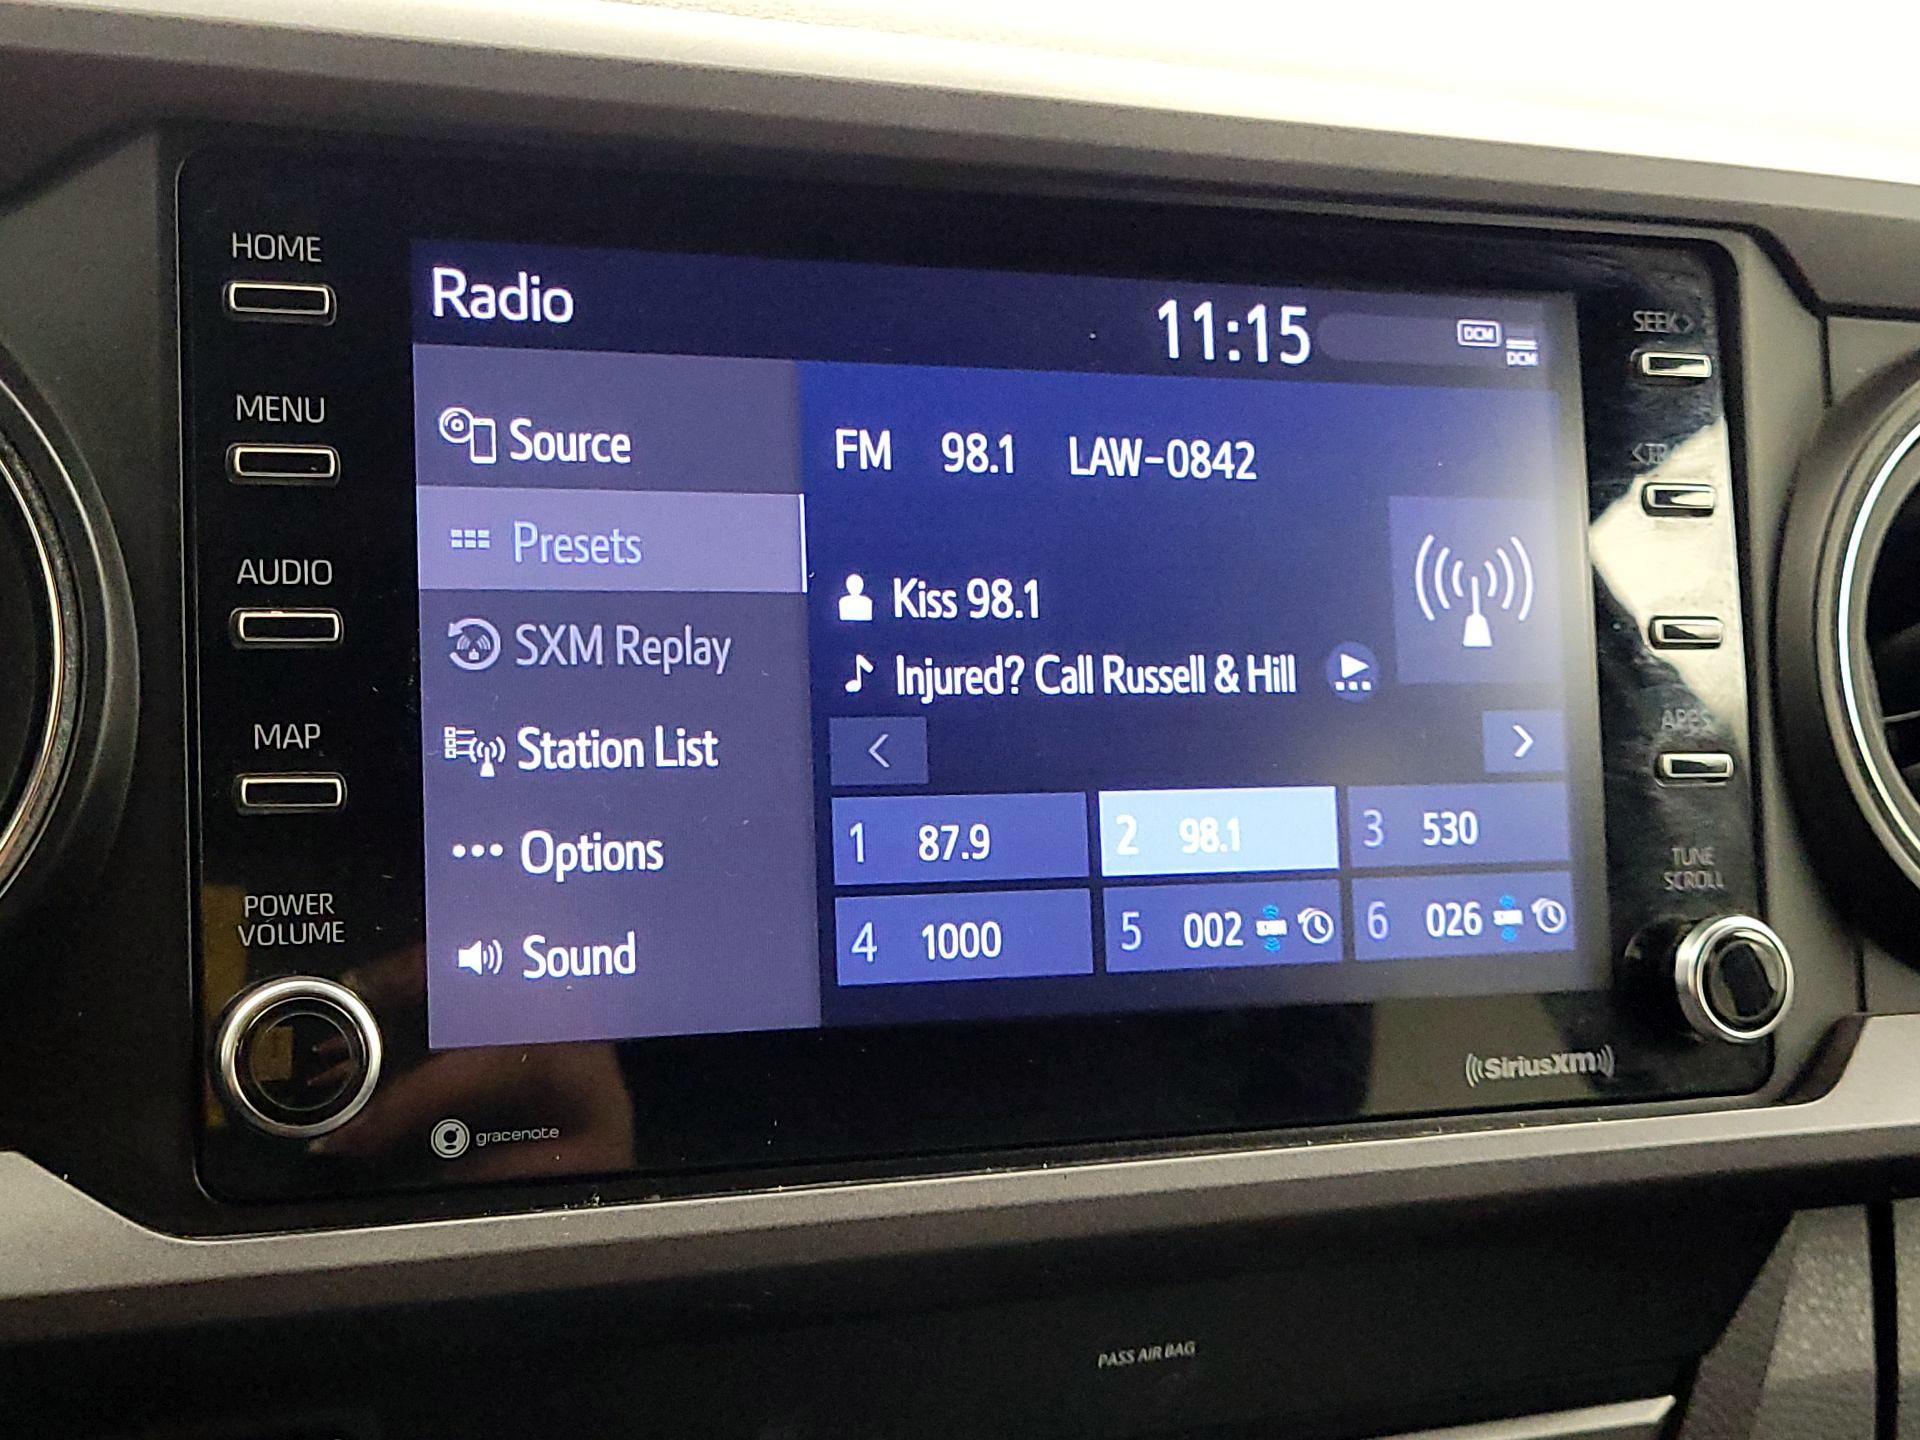 HOME
MENU
AUDIO
MAP
POWER
VOLUME
Radio
11:15
DCM
DCM
Source
Presets
SXM Replay
Station List
Options
Sound
FM 98.1 LAW-0842
Kiss 98.1
Injured? Call Russell & Hill
<
>
1 87.9
2 98.1
3 530
4 1000
5 002
6 026
SEEK>
APPS
TUNE
SCROLL
gracenote
((SiriusXM))
PASS AIR BAG